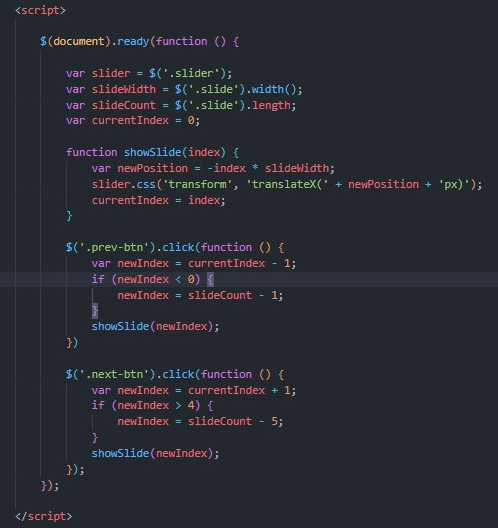 <script>
$(document).ready(function () {
var slider = $('.slider');
var slideWidth = $('.slide').width();
var slideCount = $('.slide').length;
var currentIndex = 0;
function showSlide(index) {
var newPosition = -index * slideWidth;
slider.css('transform', 'translateX(' + newPosition + 'px)');
currentIndex = index;
}
$('.prev-btn').click(function () {
var newIndex = currentIndex - 1;
if (newIndex < 0) {
newIndex = slideCount - 1;
}
showSlide(newIndex);
})
$('.next-btn').click(function () {
var newIndex = currentIndex + 1;
if (newIndex > 4) {
newIndex = slideCount - 5;
}
showSlide(newIndex);
});
});
</script>